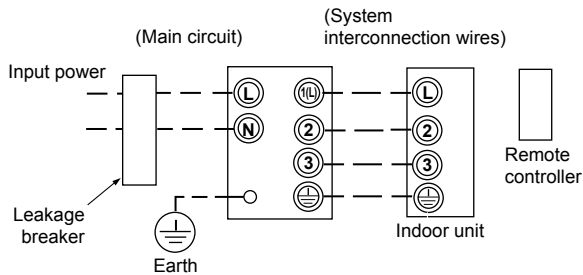 (Main circuit)
(System
interconnection wires)
Input power
L
1(L)
L
N
2
2
3
3
Remote
controller
Leakage
breaker
Indoor unit
Earth